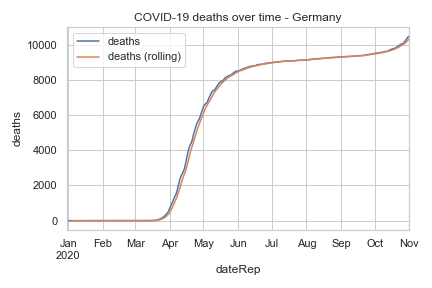 COVID-19 deaths over time - Germany
deaths
deaths (rolling)
10000
8000
6000
4000
2000
0
deaths
Jan Feb Mar Apr May Jun Jul Aug Sep Oct Nov
2020
dateRep